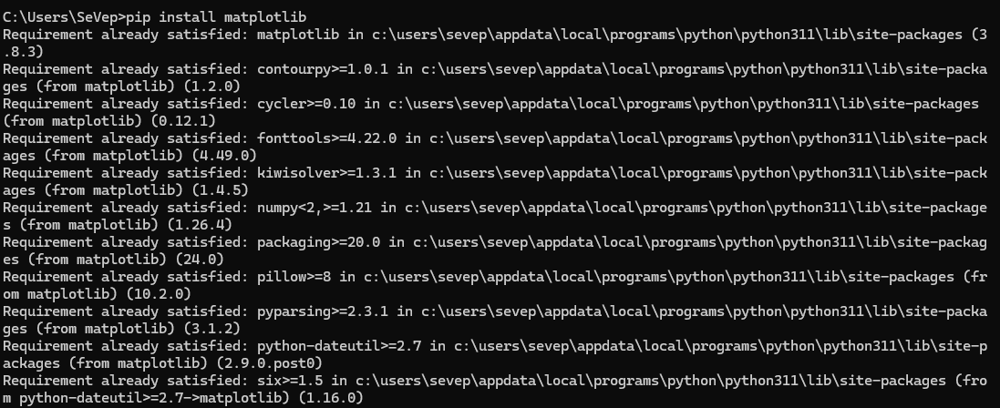 C:\Users\SeVep>pip install matplotlib
Requirement already satisfied: matplotlib in c:\users\sevep\appdata\local\programs\python\python311\lib\site-packages (3
.8.3)
Requirement already satisfied: contourpy>=1.0.1 in c:\users\sevep\appdata\local\programs\python\python311\lib\site-packa
ges (from matplotlib) (1.2.0)
Requirement already satisfied: cycler>=0.10 in c:\users\sevep\appdata\local\programs\python\python311\lib\site-packages
(from matplotlib) (0.12.1)
Requirement already satisfied: fonttools>=4.22.0 in c:\users\sevep\appdata\local\programs\python\python311\lib\site-pack
ages (from matplotlib) (4.49.0)
Requirement already satisfied: kiwisolver>=1.3.1 in c:\users\sevep\appdata\local\programs\python\python311\lib\site-pack
ages (from matplotlib) (1.4.5)
Requirement already satisfied: numpy<2,>=1.21 in c:\users\sevep\appdata\local\programs\python\python311\lib\site-package
s (from matplotlib) (1.26.4)
Requirement already satisfied: packaging>=20.0 in c:\users\sevep\appdata\local\programs\python\python311\lib\site-packag
es (from matplotlib) (24.0)
Requirement already satisfied: pillow>=8 in c:\users\sevep\appdata\local\programs\python\python311\lib\site-packages (fr
om matplotlib) (10.2.0)
Requirement already satisfied: pyparsing>=2.3.1 in c:\users\sevep\appdata\local\programs\python\python311\lib\site-packa
ges (from matplotlib) (3.1.2)
Requirement already satisfied: python-dateutil>=2.7 in c:\users\sevep\appdata\local\programs\python\python311\lib\site-p
ackages (from matplotlib) (2.9.0.post0)
Requirement already satisfied: six>=1.5 in c:\users\sevep\appdata\local\programs\python\python311\lib\site-packages (fro
m python-dateutil>=2.7->matplotlib) (1.16.0)